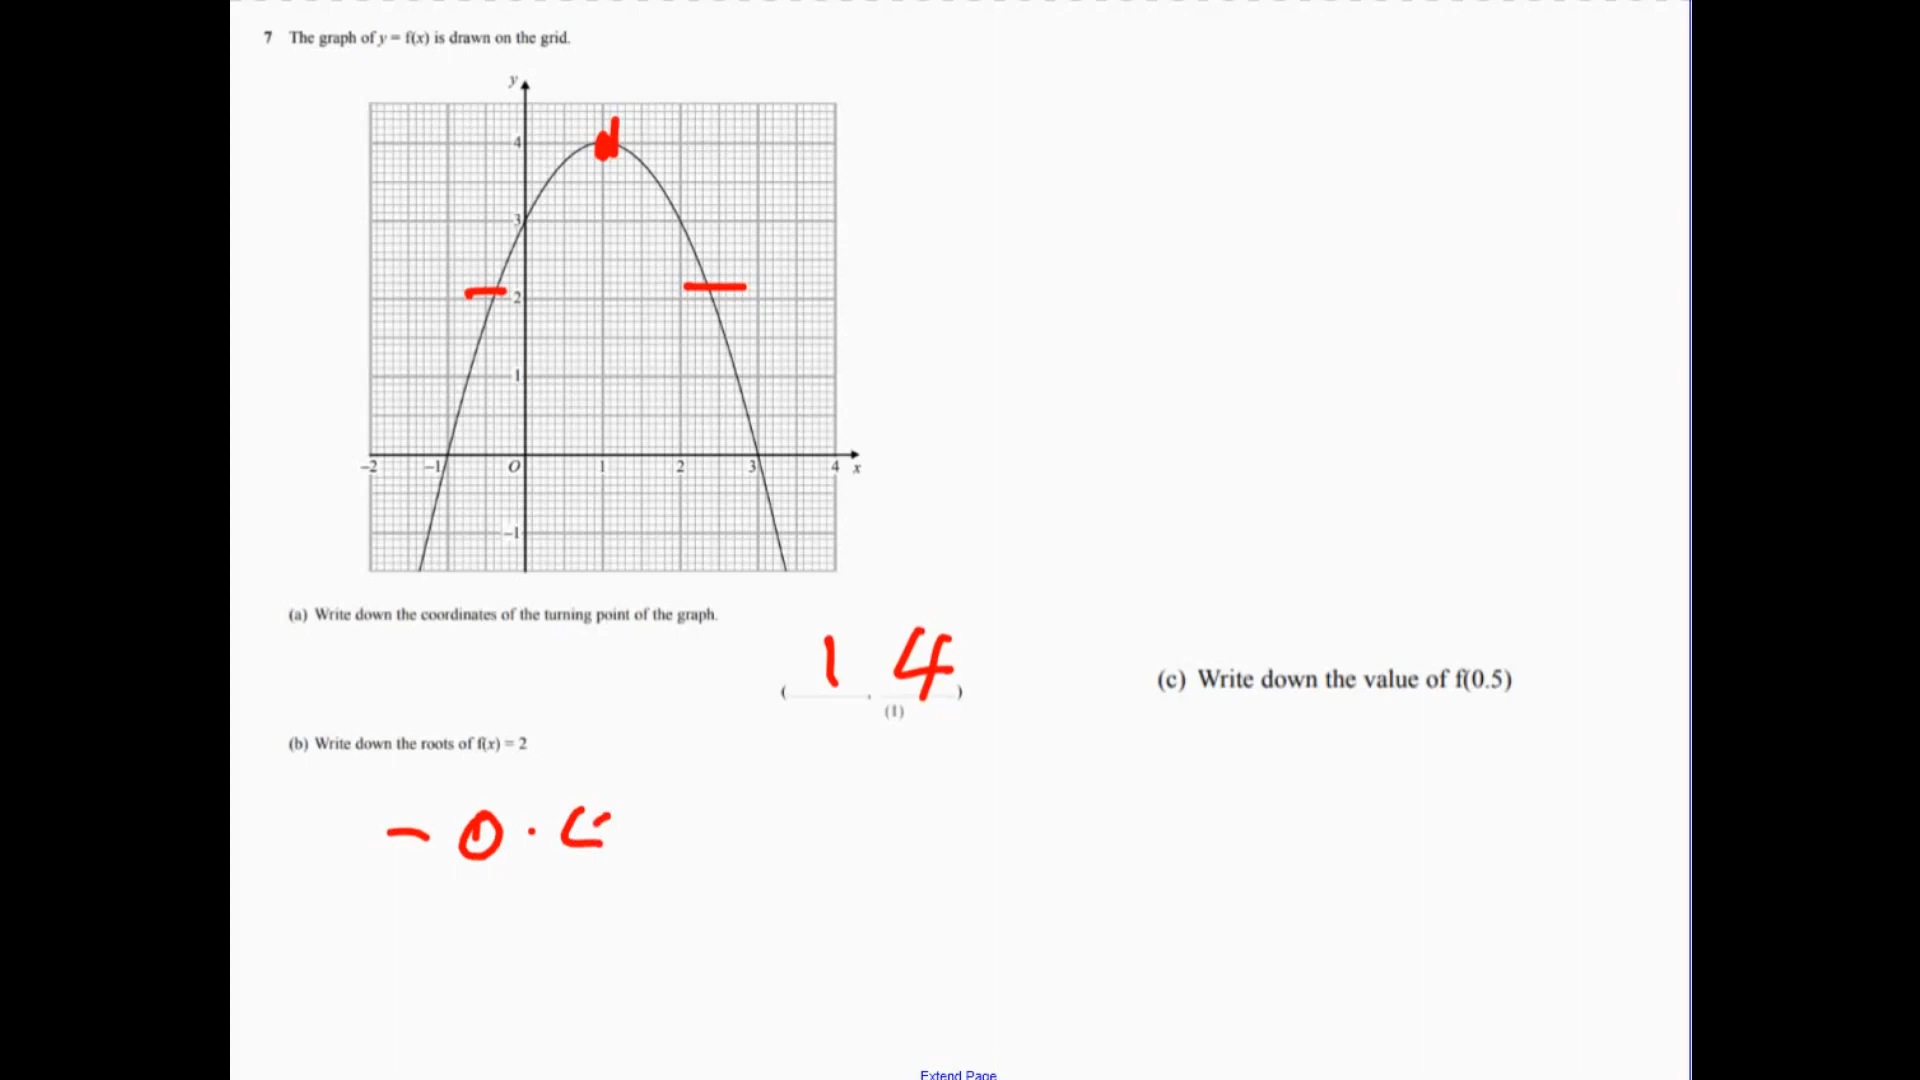 7 The graph of y = f(x) is drawn on the grid.
y
4
3
2
1
-2 -1 O 1 2 3 4 x
-1
(a) Write down the coordinates of the turning point of the graph.
( 1 , 4 )
(1)
(c) Write down the value of f(0.5)
(b) Write down the roots of f(x) = 2
- 0 .
Extend Page